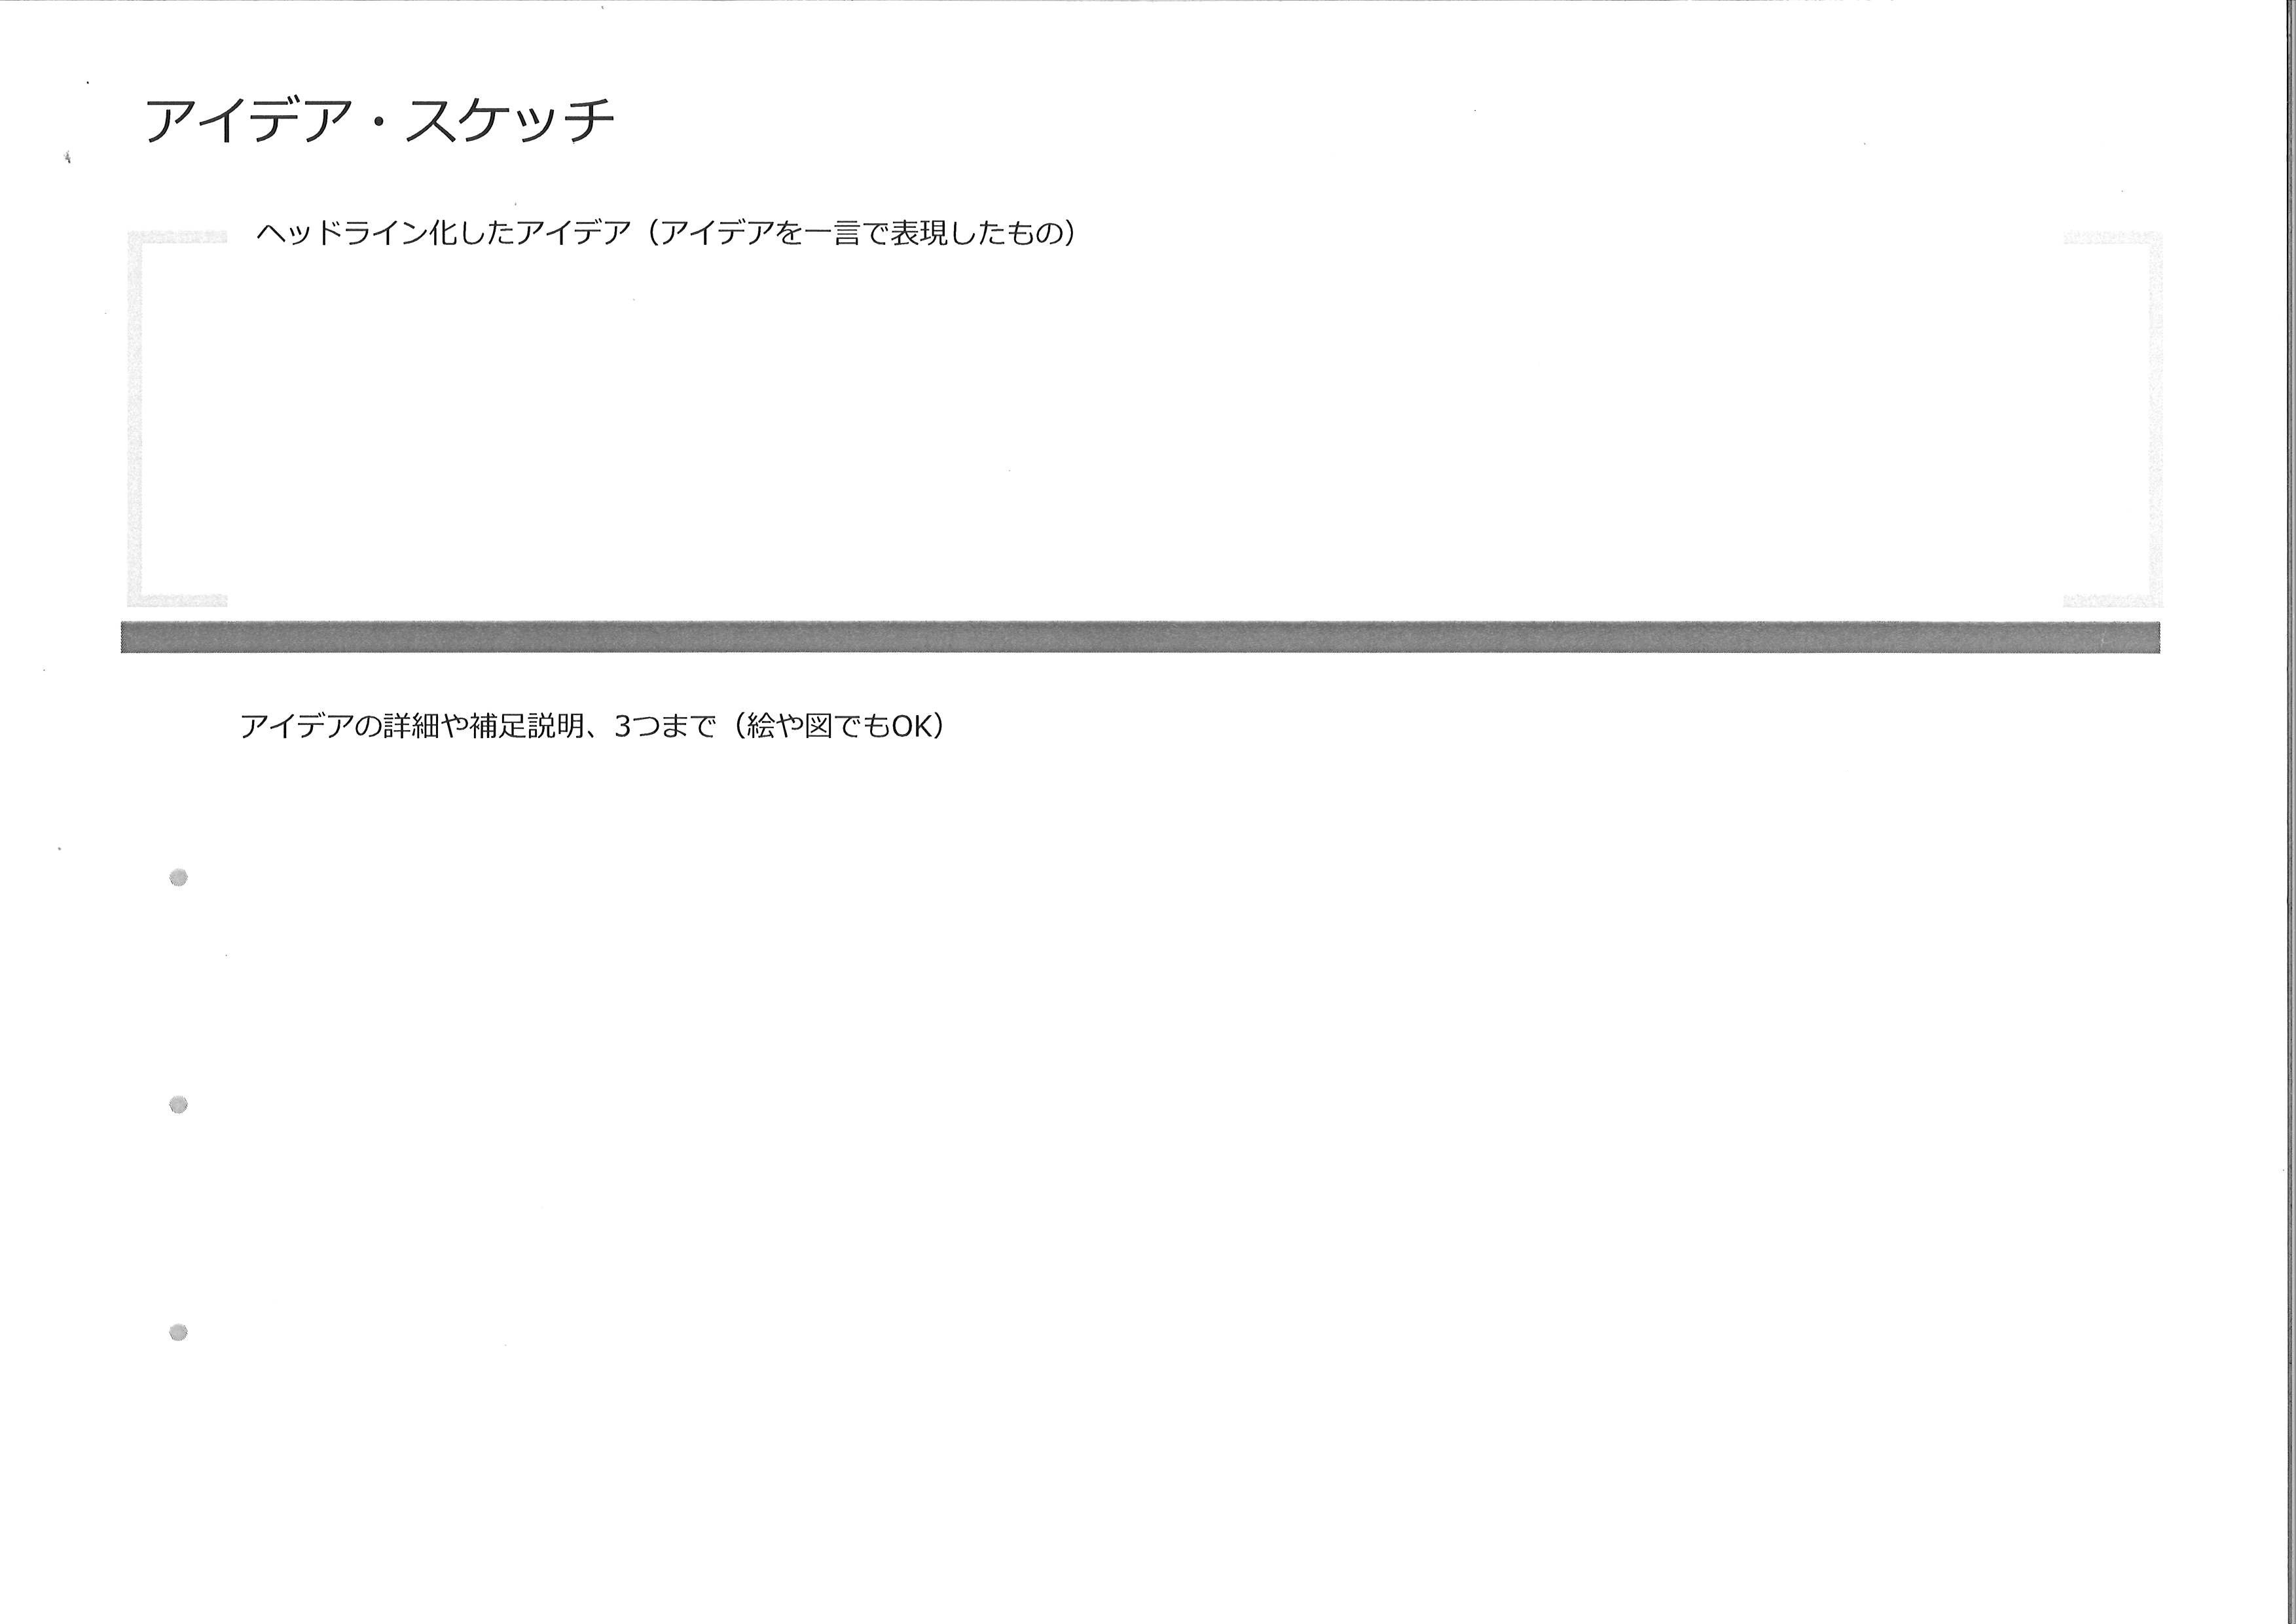 アイデア・スケッチ
ヘッドライン化したアイデア（アイデアを一言で表現したもの）
アイデアの詳細や補足説明、3つまで（絵や図でもOK）